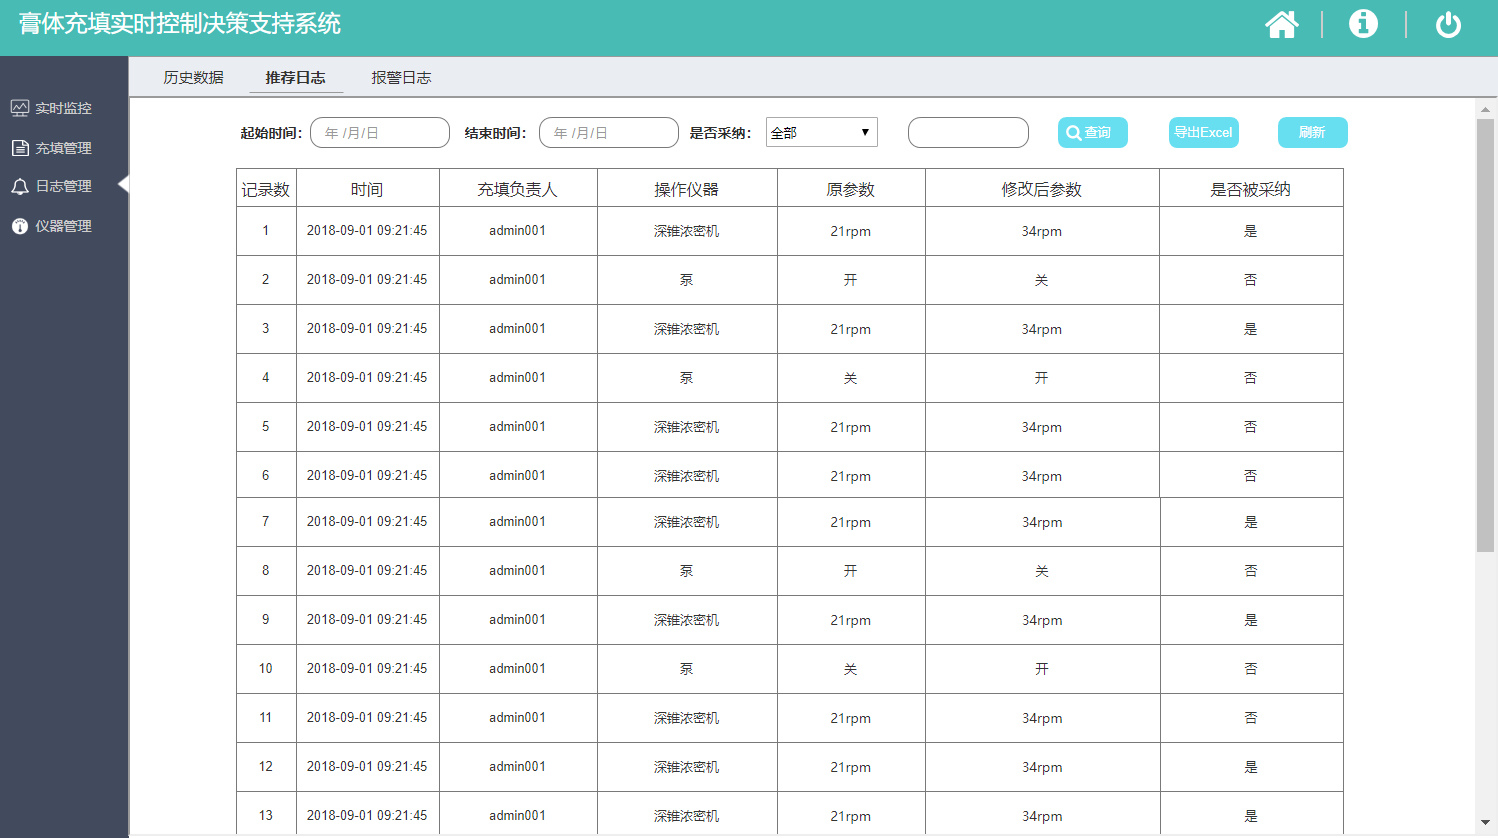 膏体充填实时控制决策支持系统
历史数据 推荐日志 报警日志
实时监控
充填管理
日志管理
仪器管理
起始时间： 年 /月/日 结束时间： 年 /月/日 是否采纳： 全部 查询 导出Excel 刷新
记录数 时间 充填负责人 操作仪器 原参数 修改后参数 是否被采纳
1 2018-09-01 09:21:45 admin001 深锥浓密机 21rpm 34rpm 是
2 2018-09-01 09:21:45 admin001 泵 开 关 否
3 2018-09-01 09:21:45 admin001 深锥浓密机 21rpm 34rpm 是
4 2018-09-01 09:21:45 admin001 泵 关 开 否
5 2018-09-01 09:21:45 admin001 深锥浓密机 21rpm 34rpm 否
6 2018-09-01 09:21:45 admin001 深锥浓密机 21rpm 34rpm 否
7 2018-09-01 09:21:45 admin001 深锥浓密机 21rpm 34rpm 是
8 2018-09-01 09:21:45 admin001 泵 开 关 否
9 2018-09-01 09:21:45 admin001 深锥浓密机 21rpm 34rpm 是
10 2018-09-01 09:21:45 admin001 泵 关 开 否
11 2018-09-01 09:21:45 admin001 深锥浓密机 21rpm 34rpm 否
12 2018-09-01 09:21:45 admin001 深锥浓密机 21rpm 34rpm 是
13 2018-09-01 09:21:45 admin001 深锥浓密机 21rpm 34rpm 是